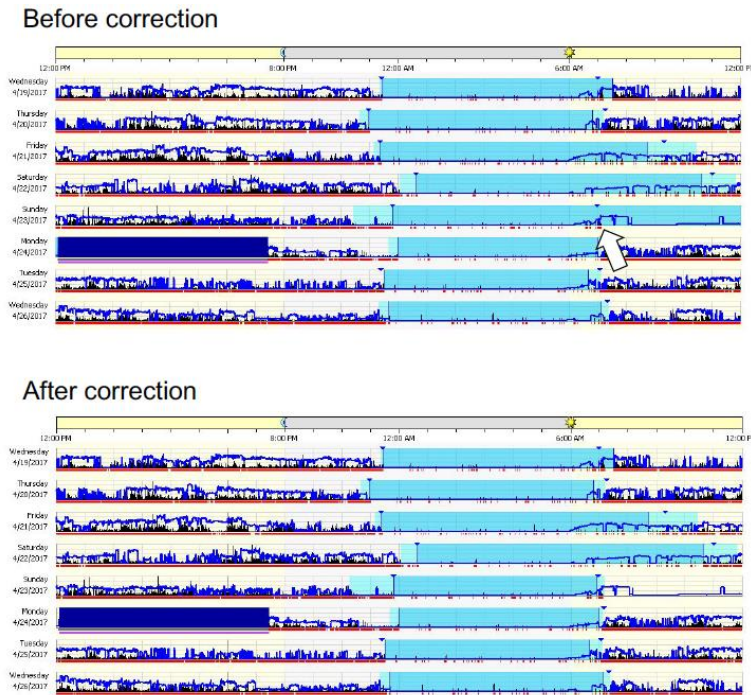 Before correction
12:00 PM 8:00 PM 12:00 AM 6:00 AM 12:00 P
Wednesday
4/19/2017
Thursday
4/20/2017
Friday
4/21/2017
Saturday
4/22/2017
Sunday
4/23/2017
Monday
4/24/2017
Tuesday
4/25/2017
Wednesday
4/26/2017
After correction
12:00 PM 8:00 PM 12:00 AM 6:00 AM 12:00 P
Wednesday
4/19/2017
Thursday
4/20/2017
Friday
4/21/2017
Saturday
4/22/2017
Sunday
4/23/2017
Monday
4/24/2017
Tuesday
4/25/2017
Wednesday
4/26/2017